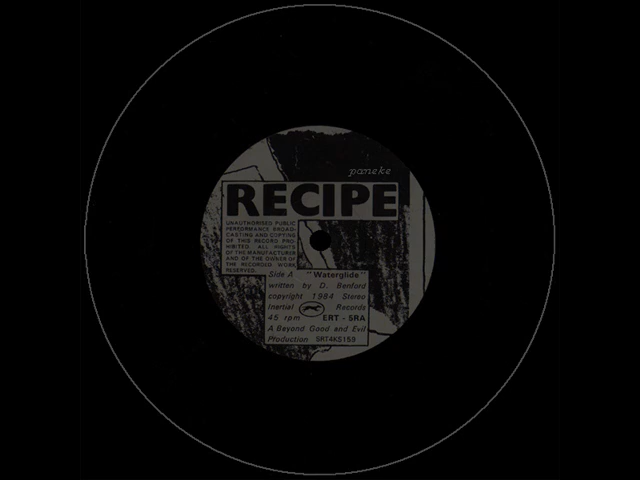 paneke
RECIPE
UNAUTHORISED PUBLIC
PERFORMANCE BROAD-
CASTING AND COPYING
OF THIS RECORD PRO-
HIBITED. ALL RIGHTS
OF THE MANUFACTURER
AND OF THE OWNER OF
THE RECORDED WORK
RESERVED.
Side A "Waterglide"
written by D. Benford
copyright 1984 Stereo
Inertial Records
45 rpm ERT - 5RA
A Beyond Good and Evil
Production SRT4KS159